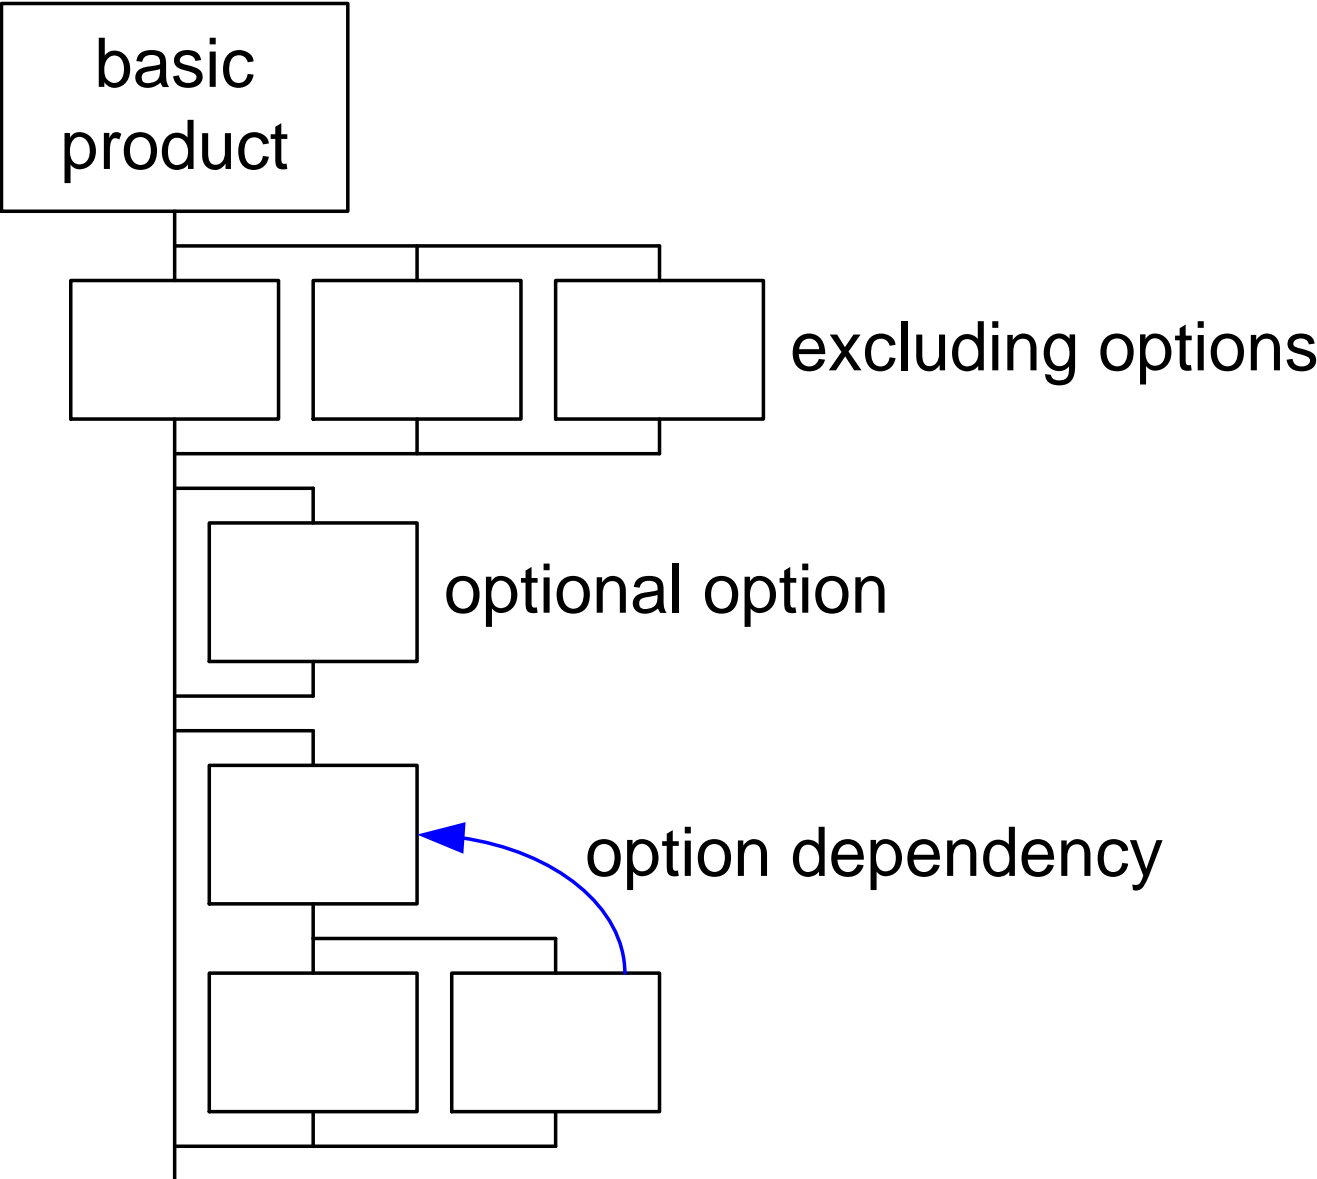 basic
product
excluding options
optional option
option dependency